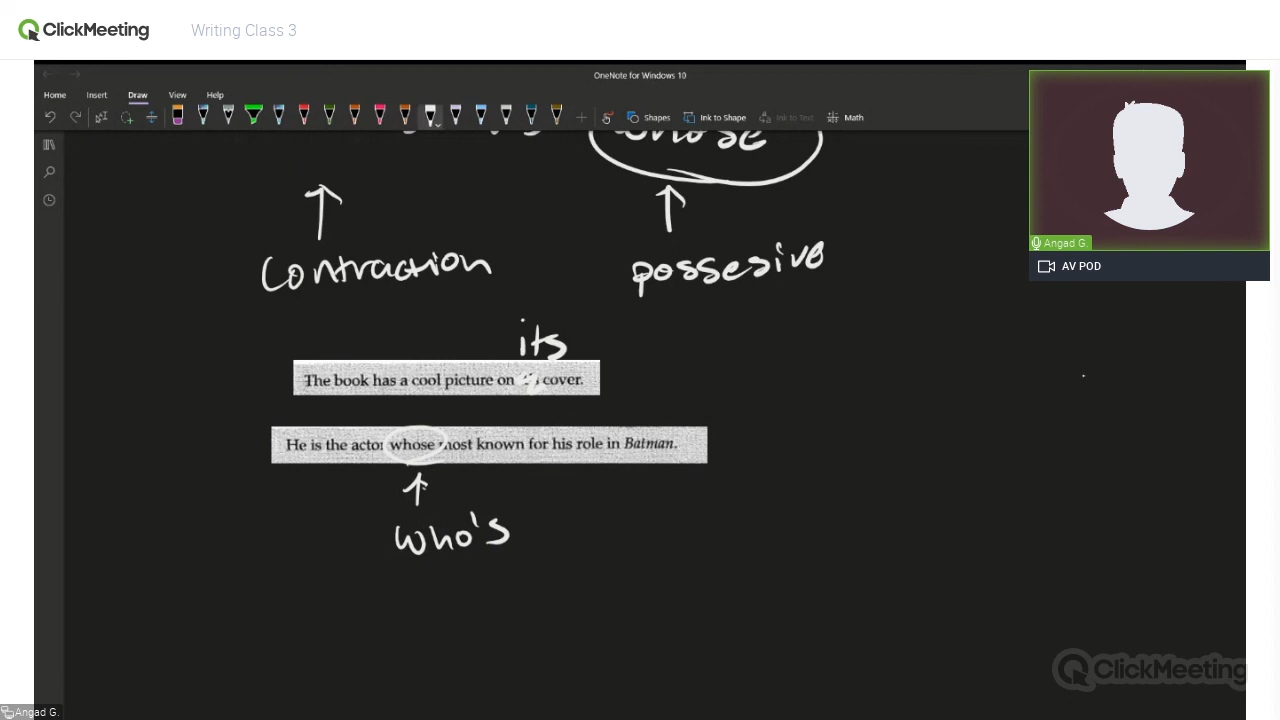 ClickMeeting Writing Class 3
OneNote for Windows 10
Home Insert Draw View Help
Shapes Ink to Shape Ink to Text Math
whose
contraction possesive
its
The book has a cool picture on cover.
He is the actor whose most known for his role in Batman.
who's
Angad G.
AV POD
ClickMeeting
Angad G.